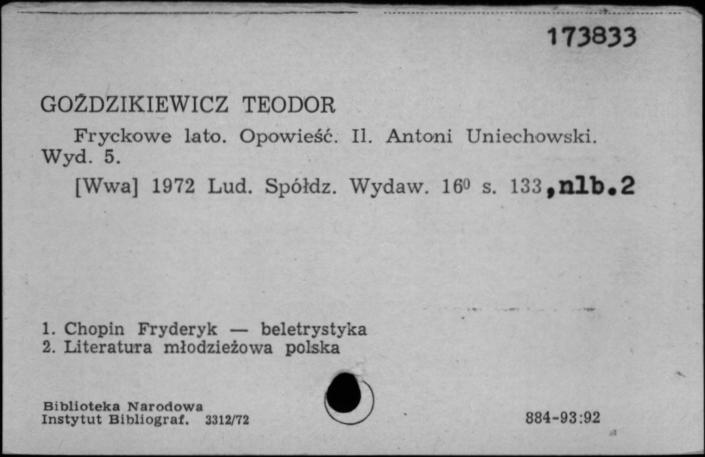 173833
GOŹDZIKIEWICZ TEODOR
Fryckowe lato. Opowieść. Il. Antoni Uniechowski.
Wyd. 5.
[Wwa] 1972 Lud. Spółdz. Wydaw. 16⁰ s. 133,nlb.2
1. Chopin Fryderyk — beletrystyka
2. Literatura młodzieżowa polska
Biblioteka Narodowa
Instytut Bibliograf. 3312/72
884-93:92